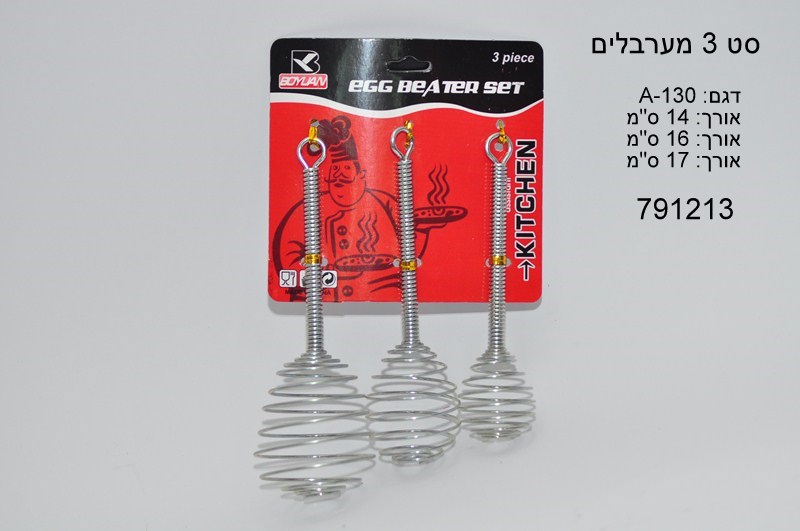 סט 3 מערבלים
דגם: A-130
אורך: 14 ס"מ
אורך: 16 ס"מ
אורך: 17 ס"מ
791213
BOYUAN
3 piece
EGG BEATER SET
KITCHEN